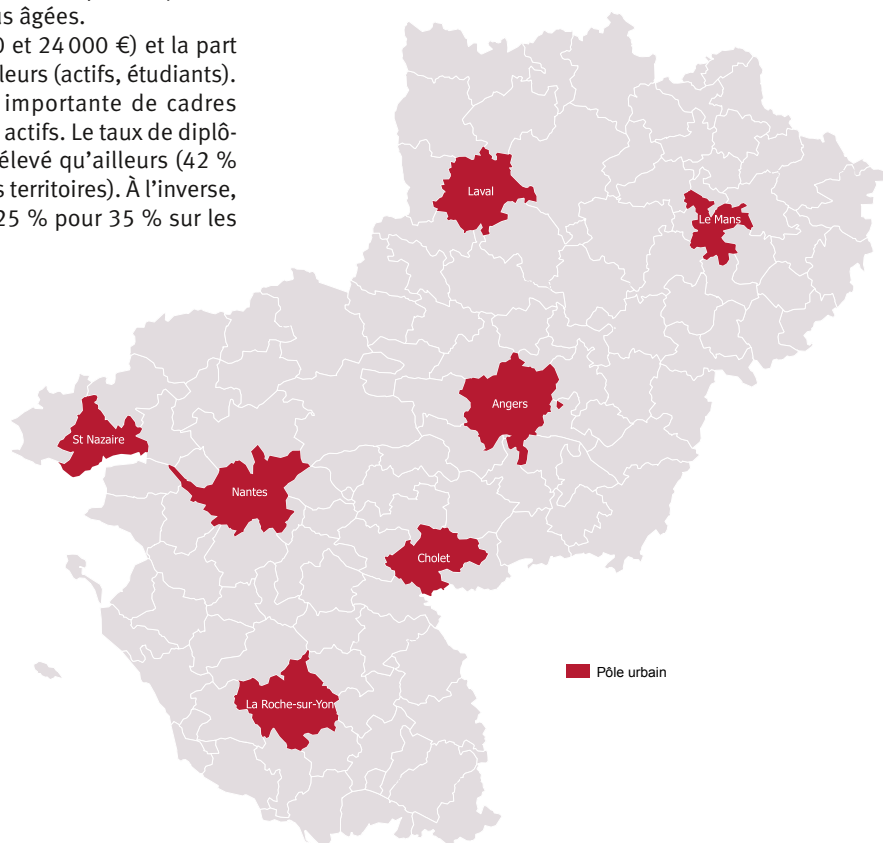 us âgées.
et 24 000 €) et la part
leurs (actifs, étudiants).
importante de cadres
actifs. Le taux de diplô-
élevé qu'ailleurs (42 %
s territoires). À l'inverse,
25 % pour 35 % sur les
Laval
Le Mans
Angers
St Nazaire
Nantes
Cholet
Pôle urbain
La Roche-sur-Yon